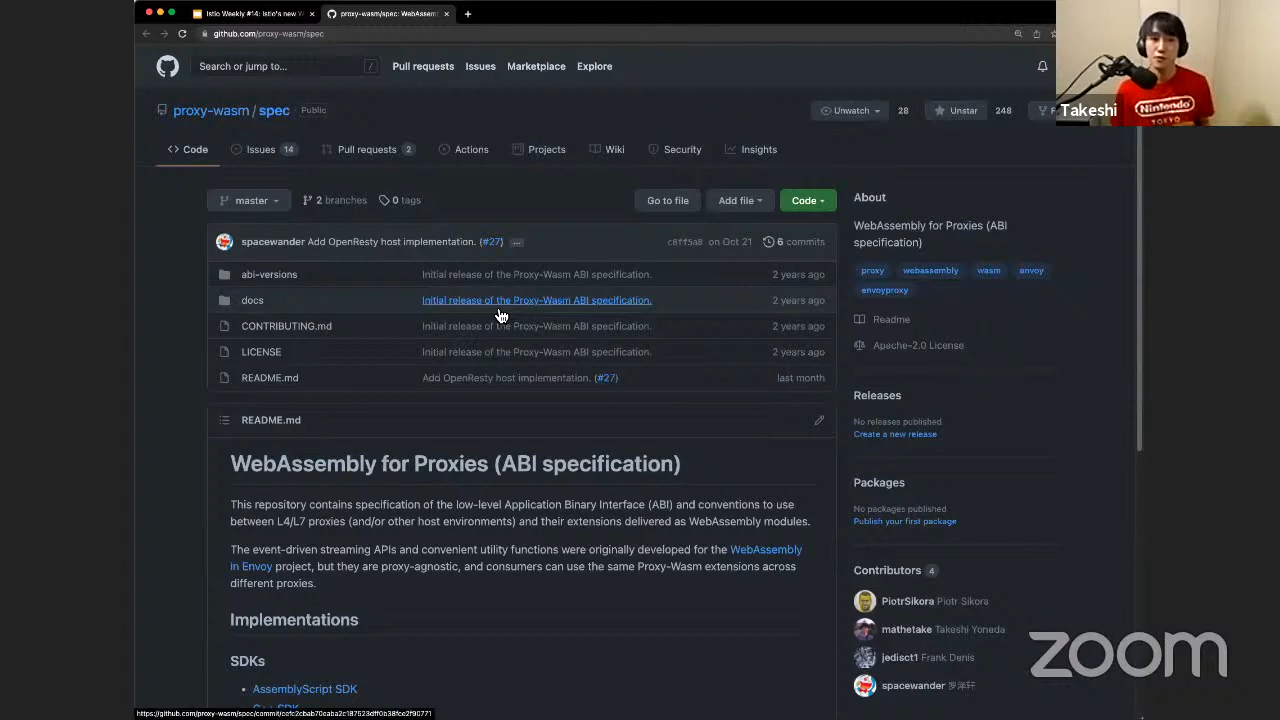 Istio Weekly #14: Istio's new W
proxy-wasm/spec: WebAssem
github.com/proxy-wasm/spec
Search or jump to...
/
Pull requests
Issues
Marketplace
Explore
Nintendo
TOKYO
Takeshi
proxy-wasm / spec
Public
Unwatch
28
Unstar
248
F
Code
Issues 14
Pull requests 2
Actions
Projects
Wiki
Security
Insights
master
2 branches
0 tags
Go to file
Add file
Code
spacewander Add OpenResty host implementation. (#27) ...
c8ff5a8 on Oct 21
6 commits
abi-versions
Initial release of the Proxy-Wasm ABI specification.
2 years ago
docs
Initial release of the Proxy-Wasm ABI specification.
2 years ago
CONTRIBUTING.md
Initial release of the Proxy-Wasm ABI specification.
2 years ago
LICENSE
Initial release of the Proxy-Wasm ABI specification.
2 years ago
README.md
Add OpenResty host implementation. (#27)
last month
README.md
WebAssembly for Proxies (ABI specification)
This repository contains specification of the low-level Application Binary Interface (ABI) and conventions to use
between L4/L7 proxies (and/or other host environments) and their extensions delivered as WebAssembly modules.
The event-driven streaming APIs and convenient utility functions were originally developed for the WebAssembly
in Envoy project, but they are proxy-agnostic, and consumers can use the same Proxy-Wasm extensions across
different proxies.
Implementations
SDKs
AssemblyScript SDK
C++ SDK
About
WebAssembly for Proxies (ABI
specification)
proxy
webassembly
wasm
envoy
envoyproxy
Readme
Apache-2.0 License
Releases
No releases published
Create a new release
Packages
No packages published
Publish your first package
Contributors 4
PiotrSikora Piotr Sikora
mathetake Takeshi Yoneda
jedisct1 Frank Denis
spacewander 罗泽轩
zoom